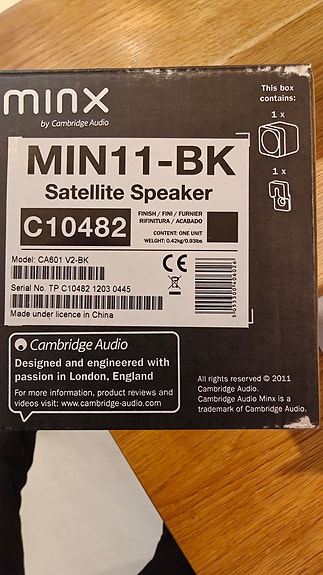 minx
by Cambridge Audio
This box
contains:
1 x
1 x
MIN11-BK
Satellite Speaker
C10482
FINISH / FINI / FURNIER
RIFINITURA / ACABADO
CONTENT: ONE UNIT
WEIGHT: 0.42kg/0.93lbs
Model: CA601 V2-BK
CE
Serial No. TP C10482 1203 0445
Made under licence in China
Cambridge Audio
Designed and engineered with
passion in London, England
For more information, product reviews and
videos visit: www.cambridge-audio.com
All rights reserved © 2011
Cambridge Audio.
Cambridge Audio Minx is a
trademark of Cambridge Audio.